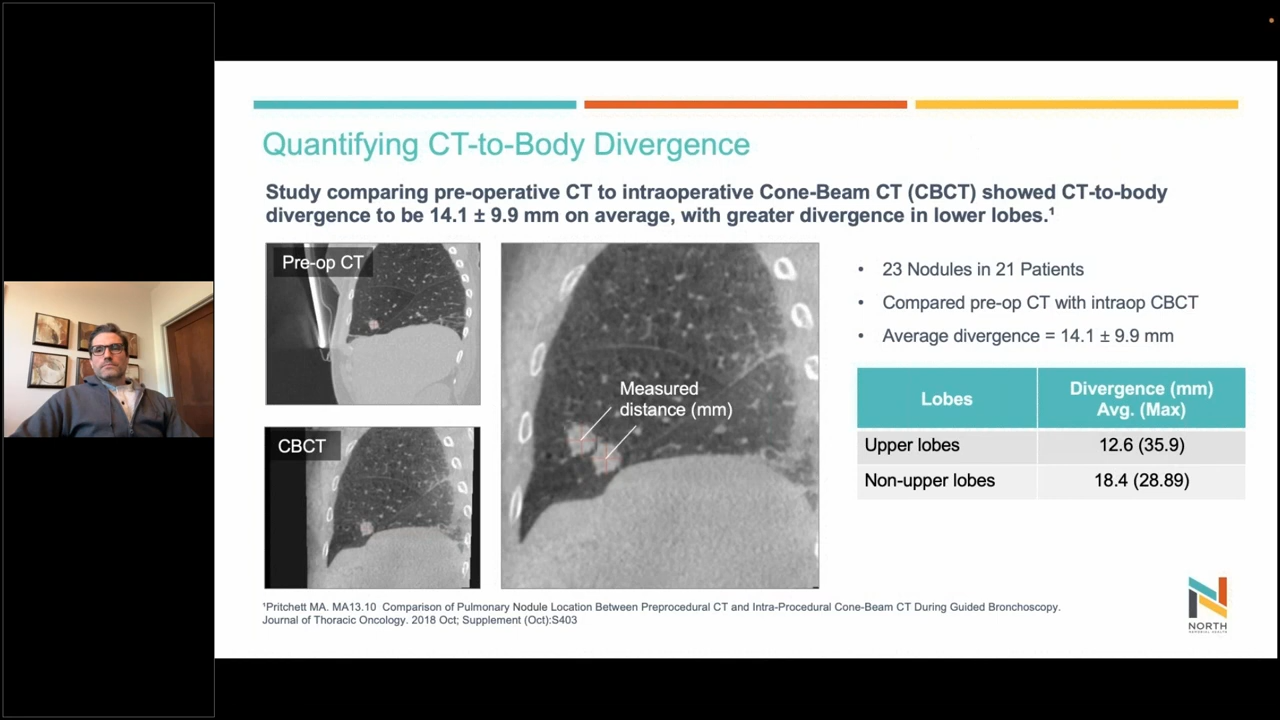 Quantifying CT-to-Body Divergence
Study comparing pre-operative CT to intraoperative Cone-Beam CT (CBCT) showed CT-to-body
divergence to be 14.1 ± 9.9 mm on average, with greater divergence in lower lobes.¹
Pre-op CT
CBCT
Measured
distance (mm)
• 23 Nodules in 21 Patients
• Compared pre-op CT with intraop CBCT
• Average divergence = 14.1 ± 9.9 mm
Lobes
Divergence (mm)
Avg. (Max)
Upper lobes 12.6 (35.9)
Non-upper lobes 18.4 (28.89)
¹Pritchett MA. MA13.10 Comparison of Pulmonary Nodule Location Between Preprocedural CT and Intra-Procedural Cone-Beam CT During Guided Bronchoscopy.
Journal of Thoracic Oncology. 2018 Oct; Supplement (Oct):S403
NORTH
MEMORIAL HEALTH